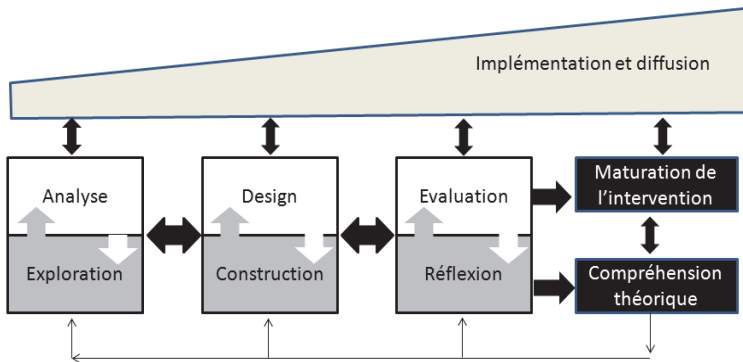 Implémentation et diffusion
Analyse
Exploration
Design
Construction
Evaluation
Réflexion
Maturation de
l'intervention
Compréhension
théorique